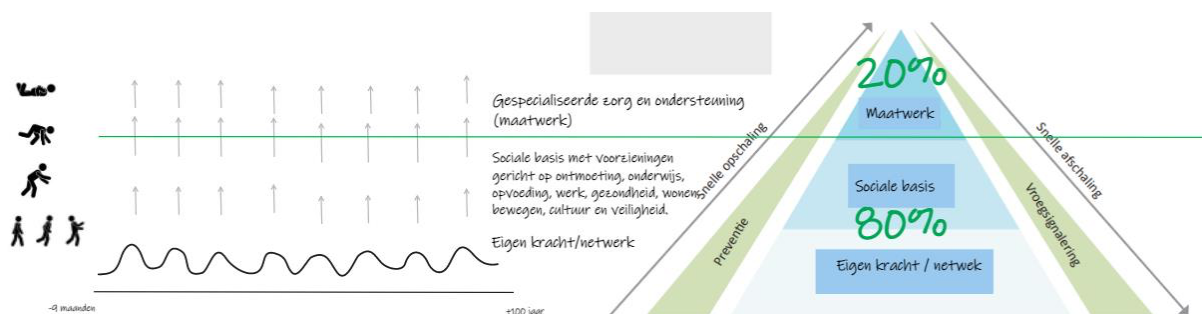 Gespecialiseerde zorg en ondersteuning
(maatwerk)
Sociale basis met voorzieningen
gericht op ontmoeting, onderwijs,
opvoeding, werk, gezondheid, wonen,
bewegen, cultuur en veiligheid.
Eigen kracht/netwerk
-9 maanden
+100 jaar
Snelle opschaling
Preventie
20%
Maatwerk
Sociale basis
80%
Eigen kracht / netwek
Snelle afschaling
Vroegsignalering